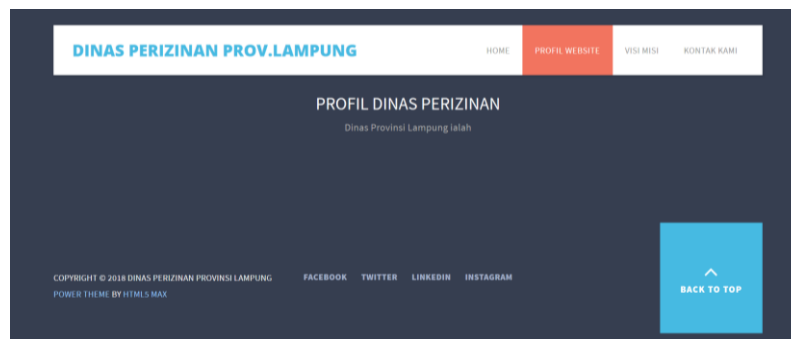 DINAS PERIZINAN PROV.LAMPUNG HOME PROFIL WEBSITE VISI MISI KONTAK KAMI
PROFIL DINAS PERIZINAN
Dinas Provinsi Lampung ialah
COPYRIGHT © 2018 DINAS PERIZINAN PROVINSI LAMPUNG FACEBOOK TWITTER LINKEDIN INSTAGRAM
POWER THEME BY HTML5 MAX
BACK TO TOP